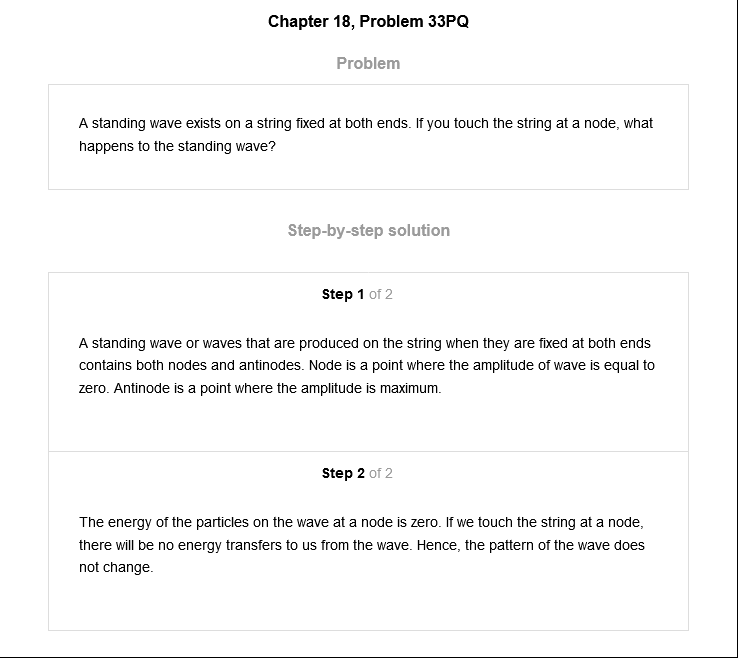 Chapter 18, Problem 33PQ
Problem
A standing wave exists on a string fixed at both ends. If you touch the string at a node, what
happens to the standing wave?
Step-by-step solution
Step 1 of 2
A standing wave or waves that are produced on the string when they are fixed at both ends
contains both nodes and antinodes. Node is a point where the amplitude of wave is equal to
zero. Antinode is a point where the amplitude is maximum.
Step 2 of 2
The energy of the particles on the wave at a node is zero. If we touch the string at a node,
there will be no energy transfers to us from the wave. Hence, the pattern of the wave does
not change.